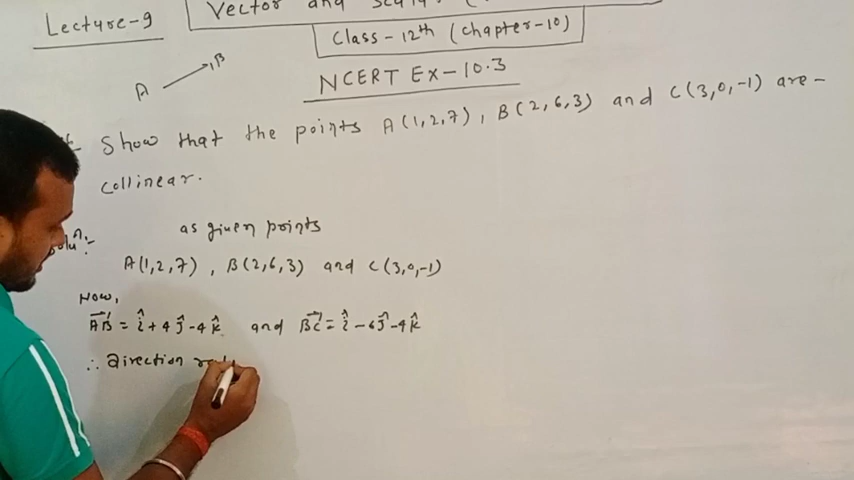 Lecture-9
Vector and
Class-12th (chapter-10)
NCERT Ex-10.3
A B
Show that the points A(1,2,7), B(2,6,3) and C(3,0,-1) are-
collinear.
Soluⁿ:- as given points
A(1,2,7), B(2,6,3) and C(3,0,-1)
Now,
A⃗B⃗ = î + 4ĵ - 4k̂ and B⃗C⃗ = î - 6ĵ - 4k̂
∴ Direction